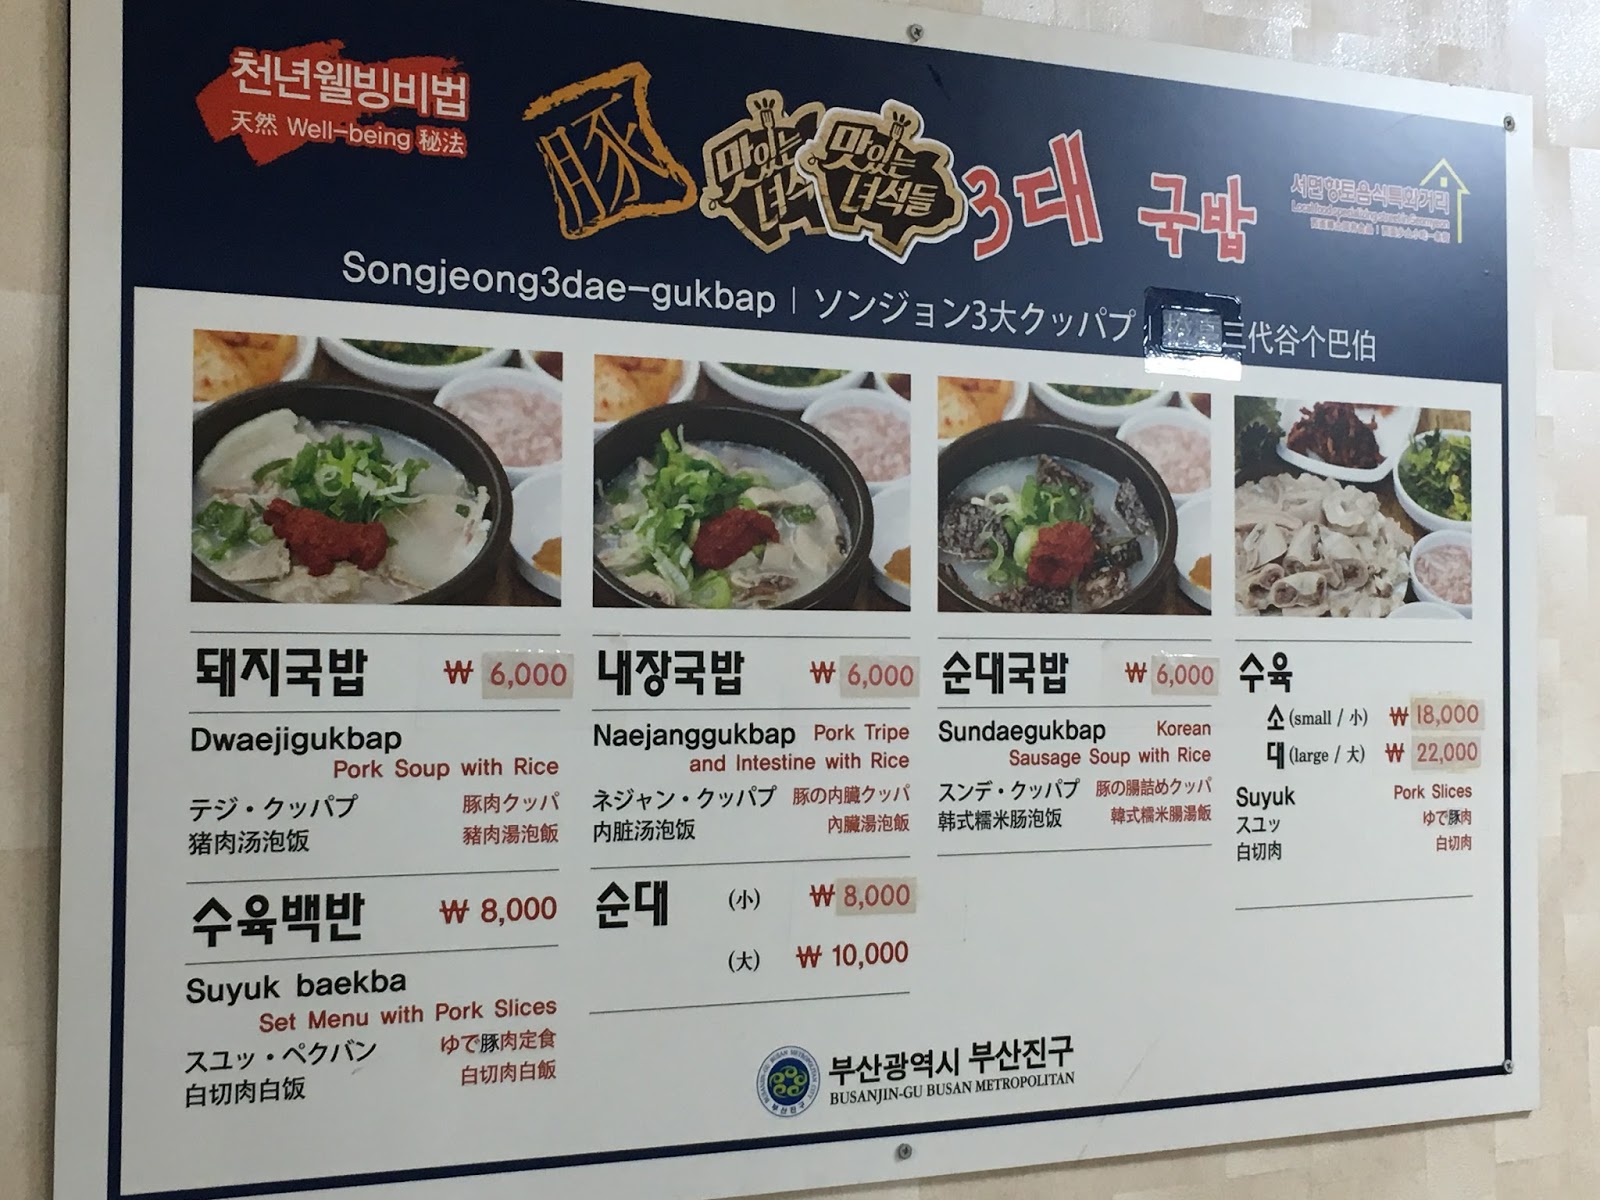 천년웰빙비법
天然 Well-being 秘法
豚
맛있는 녀석
맛있는 녀석들
3대 국밥
서면향토음식특화거리
Songjeong3dae-gukbap | ソンジョン3大クッパプ | 三代谷个巴伯
돼지국밥 ₩ 6,000
Dwaejigukbap
Pork Soup with Rice
テジ・クッパプ 豚肉クッパ
猪肉汤泡饭 豬肉湯泡飯
내장국밥 ₩ 6,000
Naejanggukbap Pork Tripe
and Intestine with Rice
ネジャン・クッパプ 豚の内臓クッパ
内脏汤泡饭 內臟湯泡飯
순대국밥 ₩ 6,000
Sundaegukbap Korean
Sausage Soup with Rice
スンデ・クッパプ 豚の腸詰めクッパ
韩式糯米肠泡饭 韓式糯米腸湯飯
수육
소 (small / 小) ₩ 18,000
대 (large / 大) ₩ 22,000
Suyuk Pork Slices
スユッ ゆで豚肉
白切肉 白切肉
수육백반 ₩ 8,000
Suyuk baekba
Set Menu with Pork Slices
スユッ・ペクバン ゆで豚肉定食
白切肉白饭 白切肉白飯
순대 (小) ₩ 8,000
(大) ₩ 10,000
부산광역시 부산진구
BUSANJIN-GU BUSAN METROPOLITAN